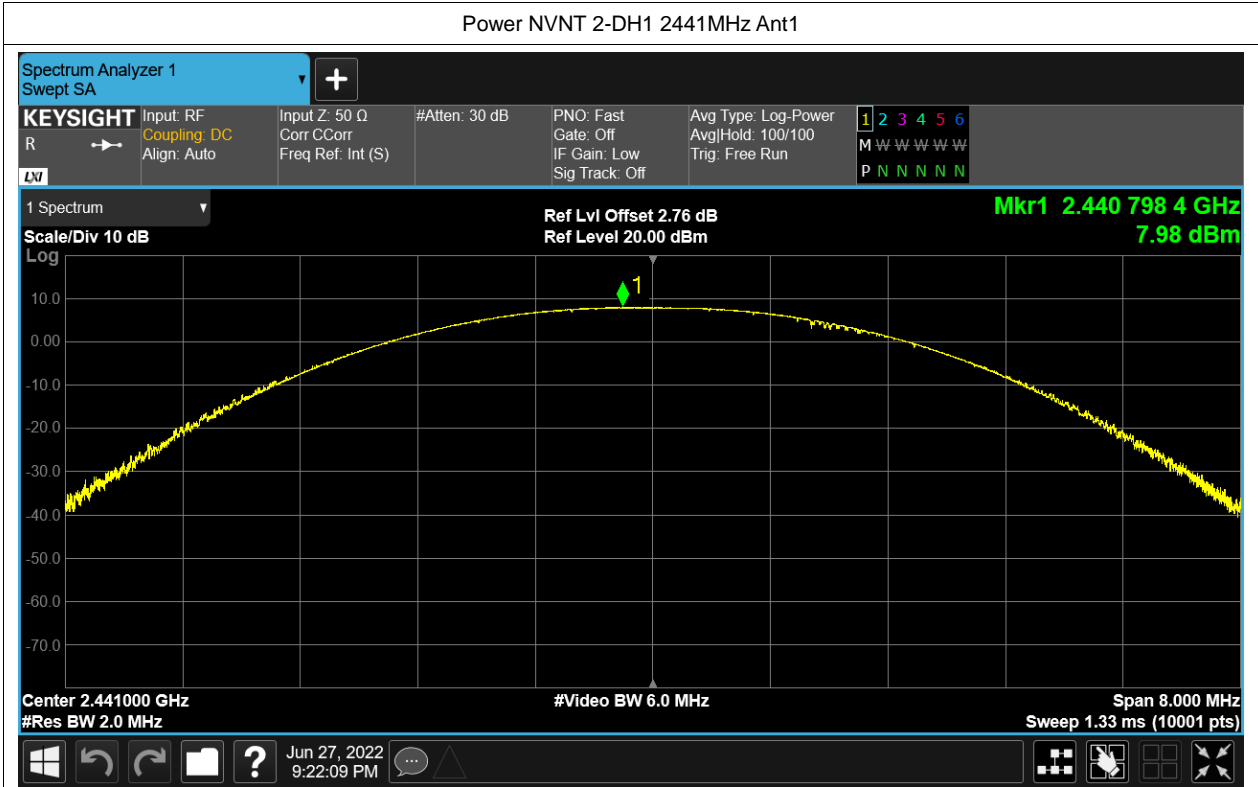 Power NVNT 2-DH1 2441MHz Ant1
Spectrum Analyzer 1
Swept SA
KEYSIGHT
R
LXI
Input: RF
Coupling: DC
Align: Auto
Input Z: 50 Ω
Corr CCorr
Freq Ref: Int (S)
#Atten: 30 dB
PNO: Fast
Gate: Off
IF Gain: Low
Sig Track: Off
Avg Type: Log-Power
Avg|Hold: 100/100
Trig: Free Run
1 2 3 4 5 6
M W W W W W
P N N N N N
1 Spectrum
Scale/Div 10 dB
Ref Lvl Offset 2.76 dB
Ref Level 20.00 dBm
Mkr1 2.440 798 4 GHz
7.98 dBm
Log
1
10.0
0.00
-10.0
-20.0
-30.0
-40.0
-50.0
-60.0
-70.0
Center 2.441000 GHz
#Res BW 2.0 MHz
#Video BW 6.0 MHz
Span 8.000 MHz
Sweep 1.33 ms (10001 pts)
?
Jun 27, 2022
9:22:09 PM